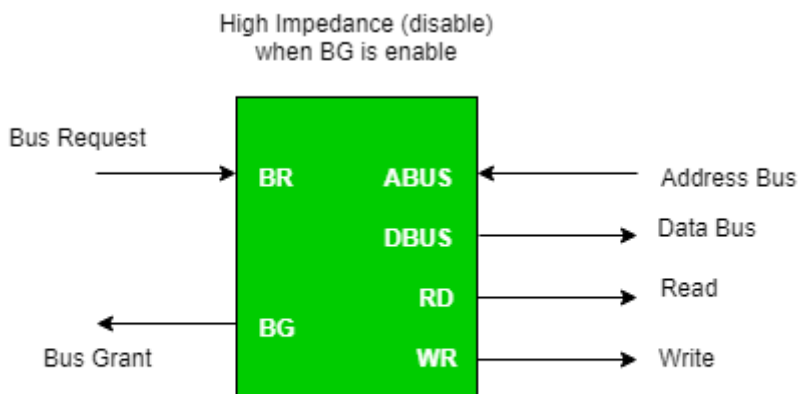 High Impedance (disable)
when BG is enable
Bus Request
BR
ABUS
Address Bus
DBUS
Data Bus
RD
Read
BG
Bus Grant
WR
Write